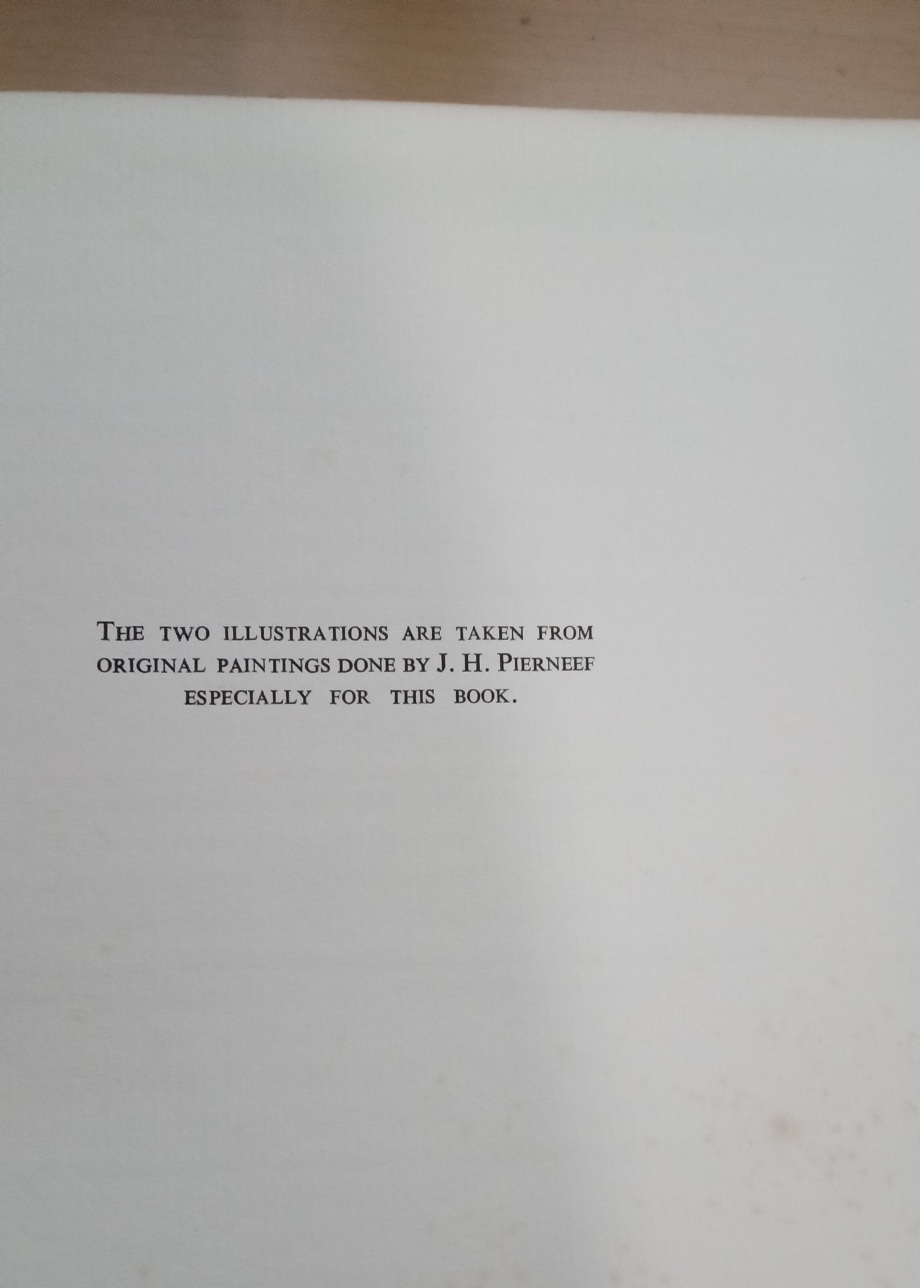 The two illustrations are taken from
original paintings done by J. H. Pierneef
especially for this book.